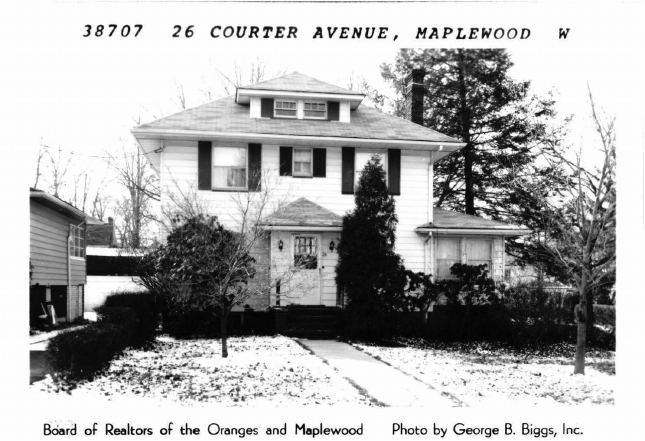 38707 26 COURTER AVENUE, MAPLEWOOD W
Board of Realtors of the Oranges and Maplewood Photo by George B. Biggs, Inc.